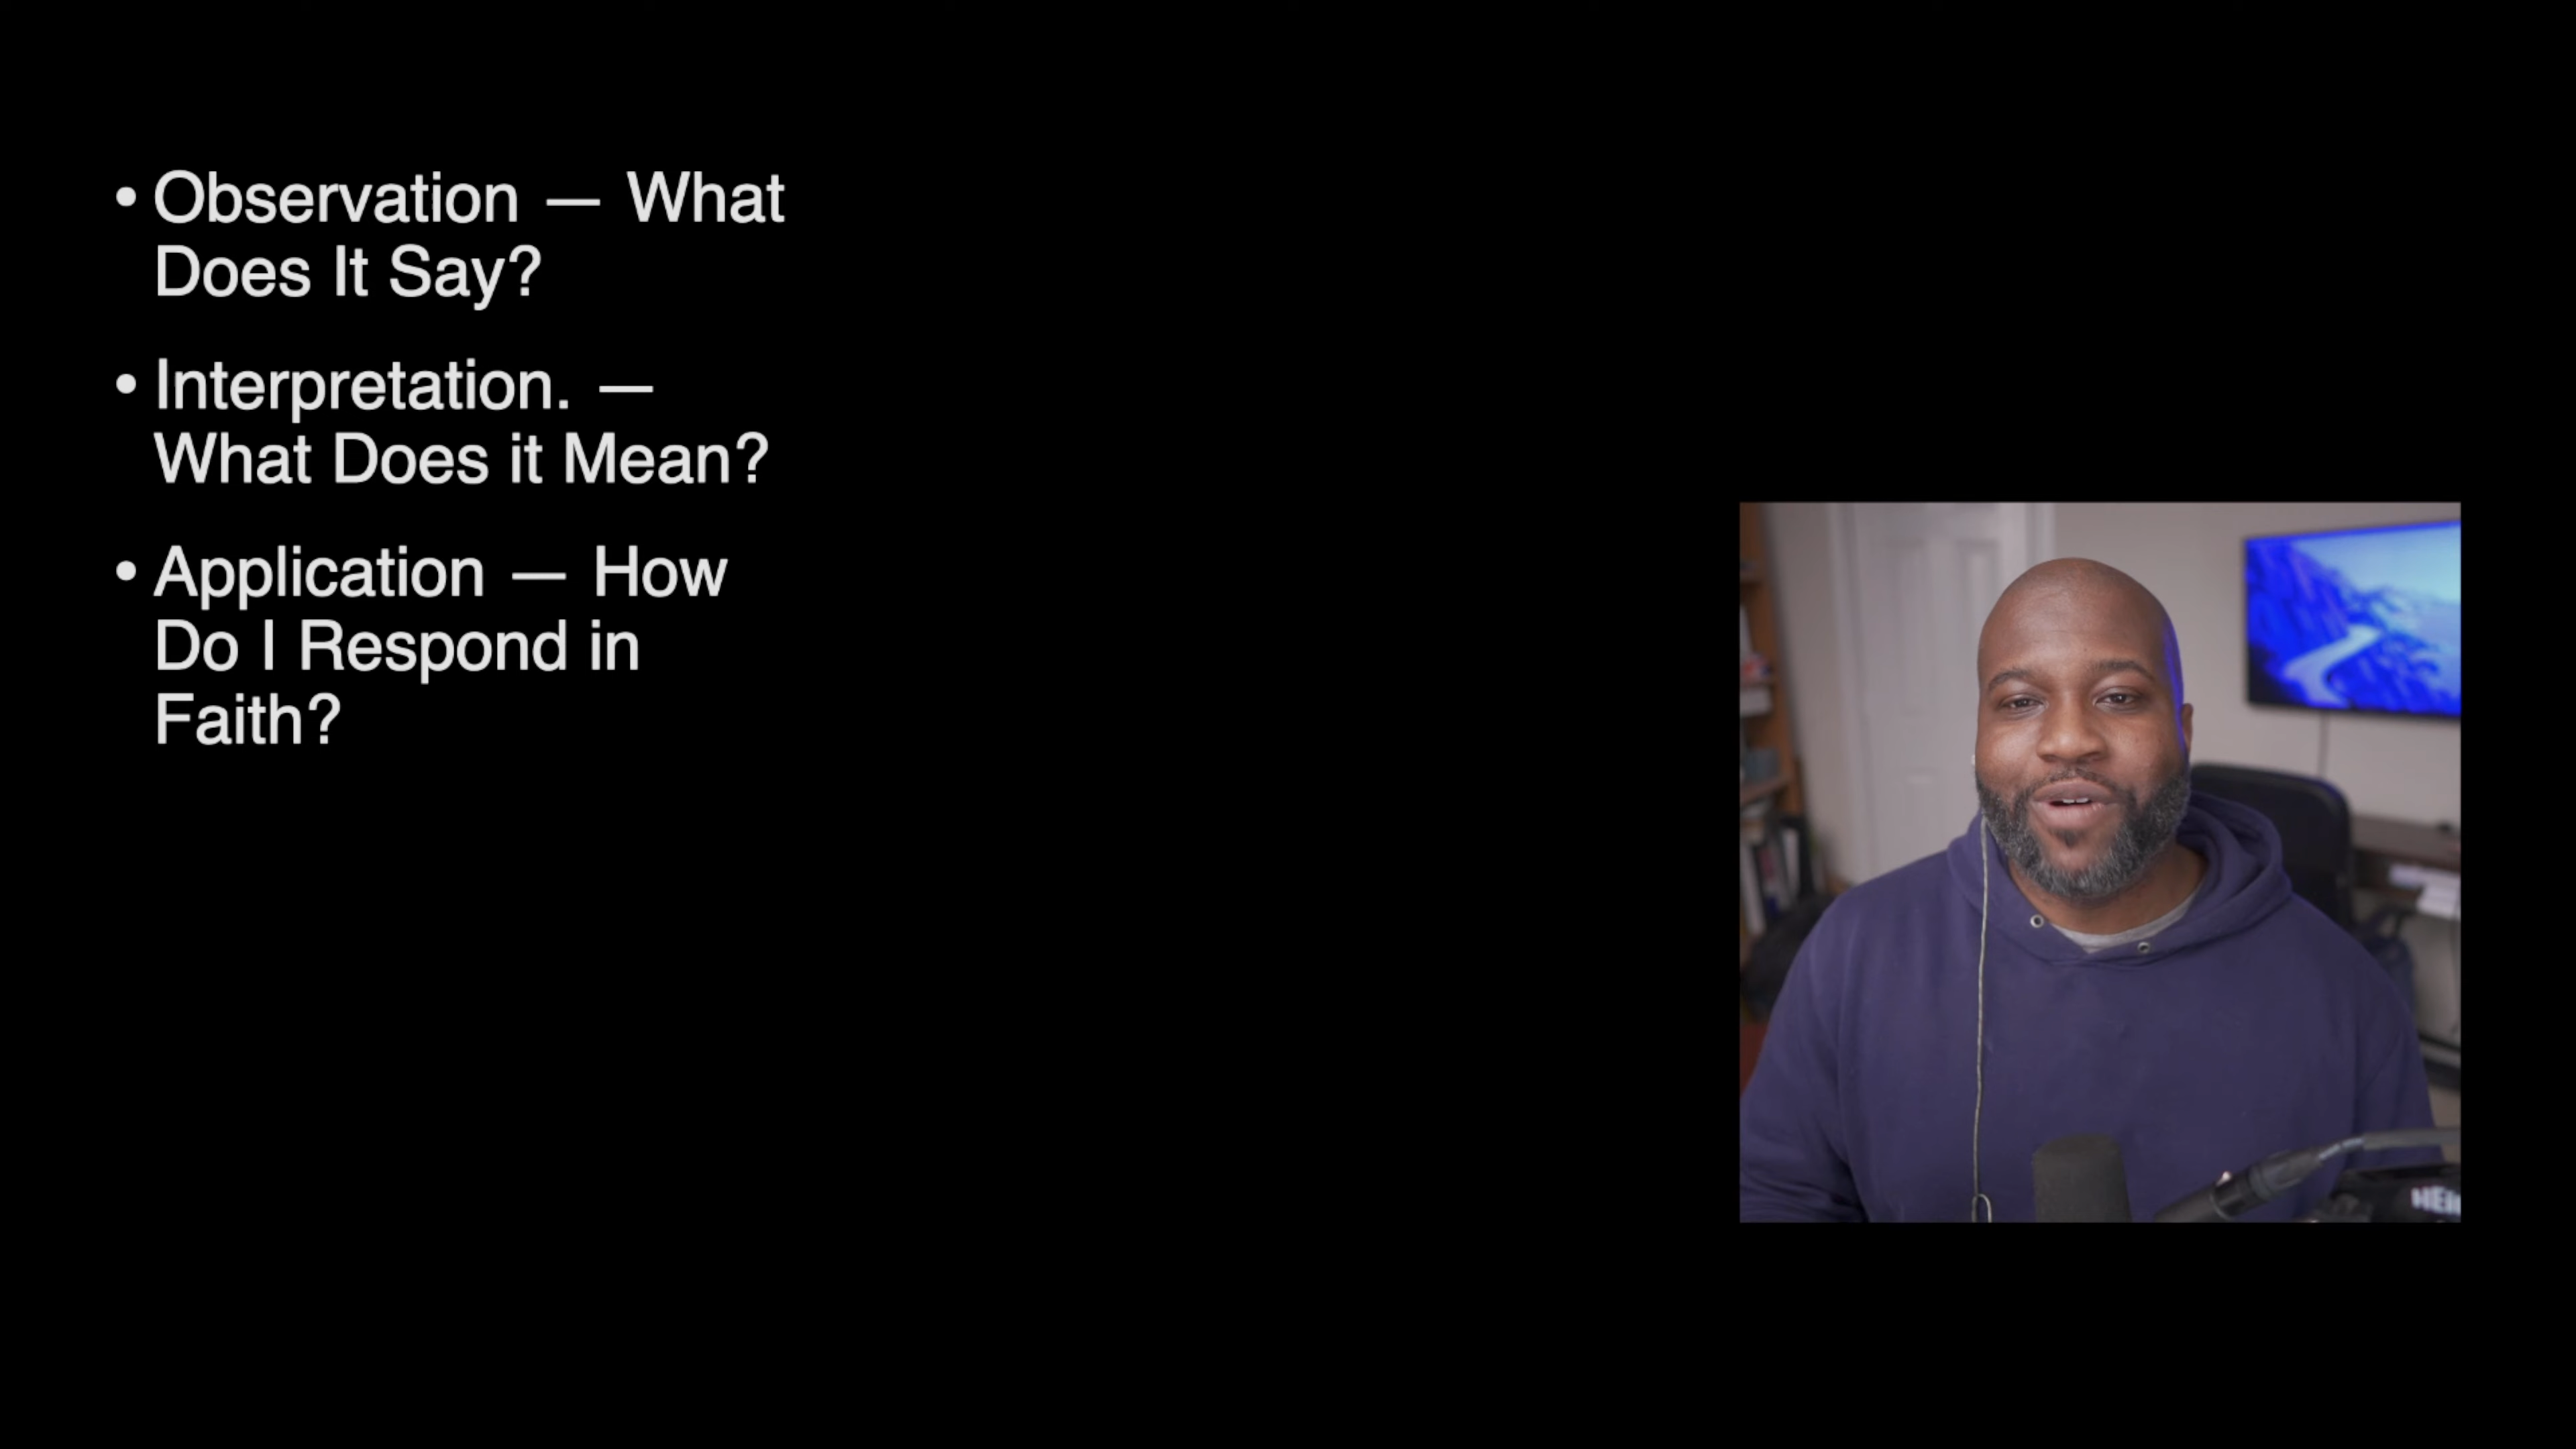 • Observation — What
Does It Say?
• Interpretation. —
What Does it Mean?
• Application — How
Do I Respond in
Faith?